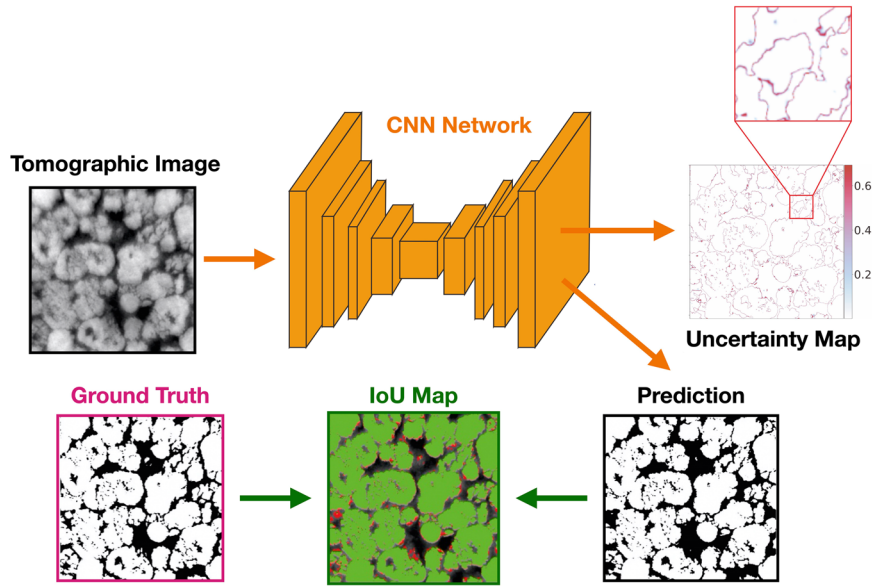 CNN Network
Tomographic Image
0.6
0.4
0.2
Uncertainty Map
Ground Truth
IoU Map
Prediction